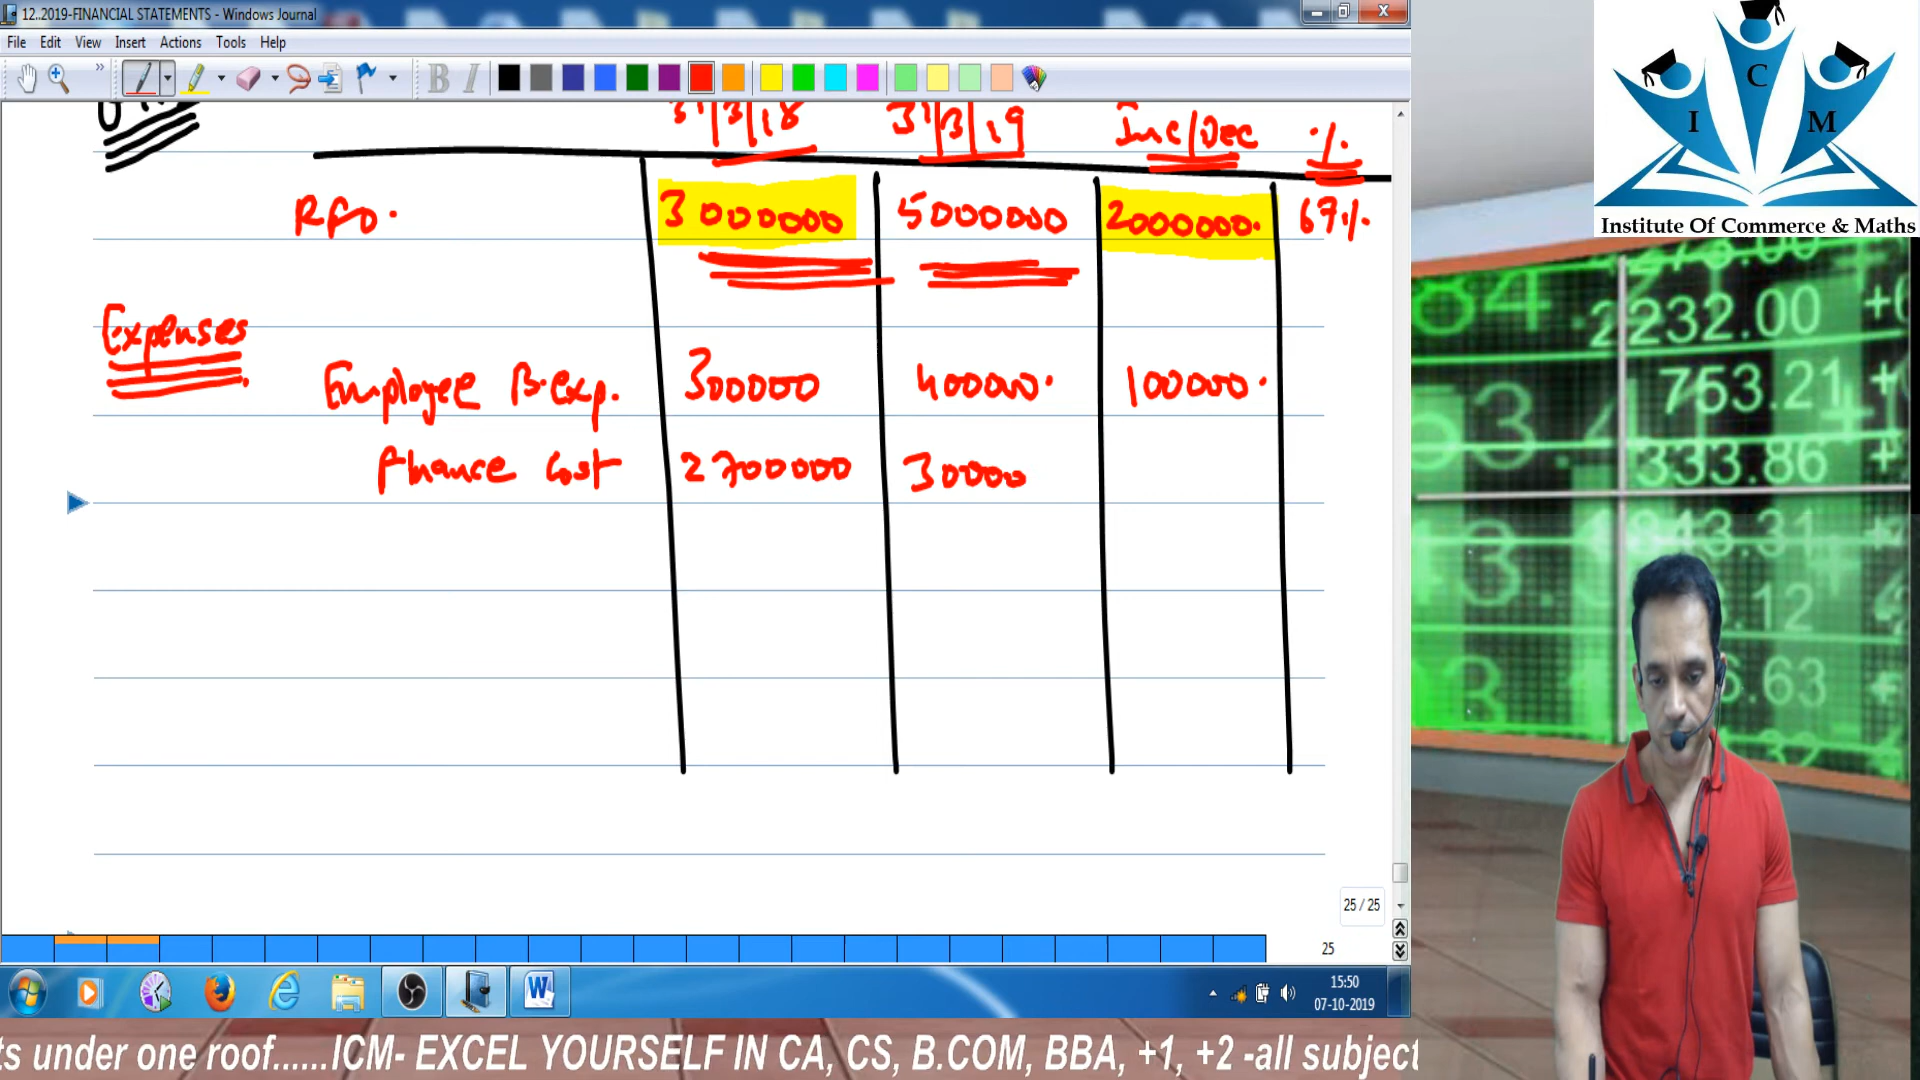 12..2019-FINANCIAL STATEMENTS - Windows Journal
File Edit View Insert Actions Tools Help
B I
31/3/18 31/3/19 Inc/Dec %
RFO. 3000000 5000000 2000000. 67%
Expenses
Employee B.exp. 300000 400000. 100000.
Finance Cost 2700000 30000
25 / 25
25
15:50
07-10-2019
I C M
Institute Of Commerce & Maths
2232.00
753.21
333.86
ts under one roof......ICM- EXCEL YOURSELF IN CA, CS, B.COM, BBA, +1, +2 -all subject